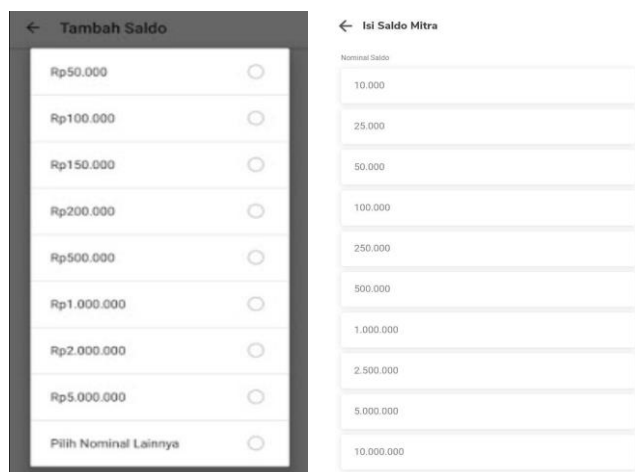 ← Tambah Saldo
Rp50.000
Rp100.000
Rp150.000
Rp200.000
Rp500.000
Rp1.000.000
Rp2.000.000
Rp5.000.000
Pilih Nominal Lainnya
← Isi Saldo Mitra
Nominal Saldo
10.000
25.000
50.000
100.000
250.000
500.000
1.000.000
2.500.000
5.000.000
10.000.000